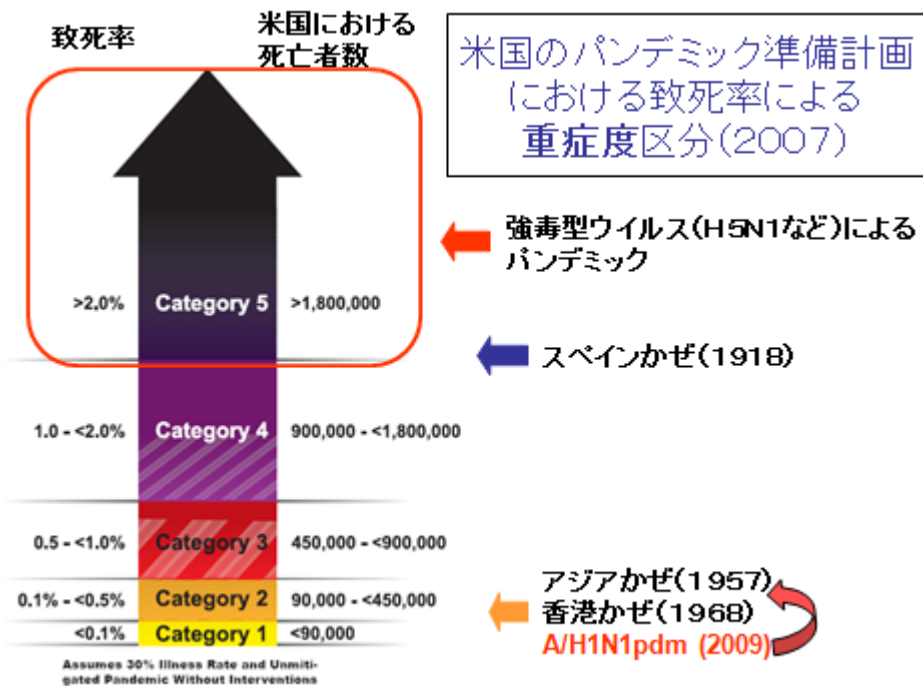 致死率
米国における
死亡者数
米国のパンデミック準備計画
における致死率による
重症度区分(2007)
強毒型ウイルス(H5N1など)による
パンデミック
>2.0% Category 5 >1,800,000
スペインかぜ(1918)
1.0 - <2.0% Category 4 900,000 - <1,800,000
0.5 - <1.0% Category 3 450,000 - <900,000
アジアかぜ(1957)
0.1% - <0.5% Category 2 90,000 - <450,000
香港かぜ(1968)
<0.1% Category 1 <90,000
A/H1N1pdm (2009)
Assumes 30% Illness Rate and Unmiti-
gated Pandemic Without Interventions